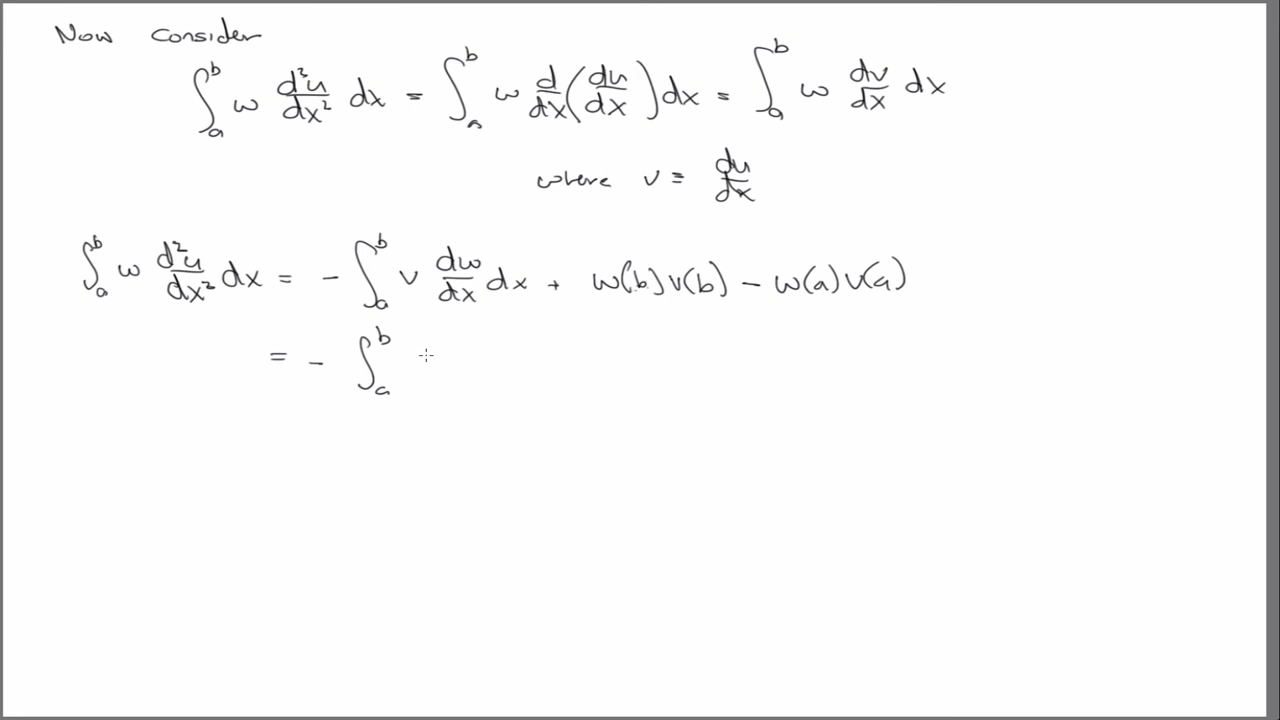 Now Consider
∫_a^b w d²u/dx² dx = ∫_a^b w d/dx(du/dx)dx = ∫_a^b w dv/dx dx
where v ≡ du/dx
∫_a^b w d²u/dx² dx = - ∫_a^b v dw/dx dx + w(b)v(b) - w(a)v(a)
= - ∫_a^b